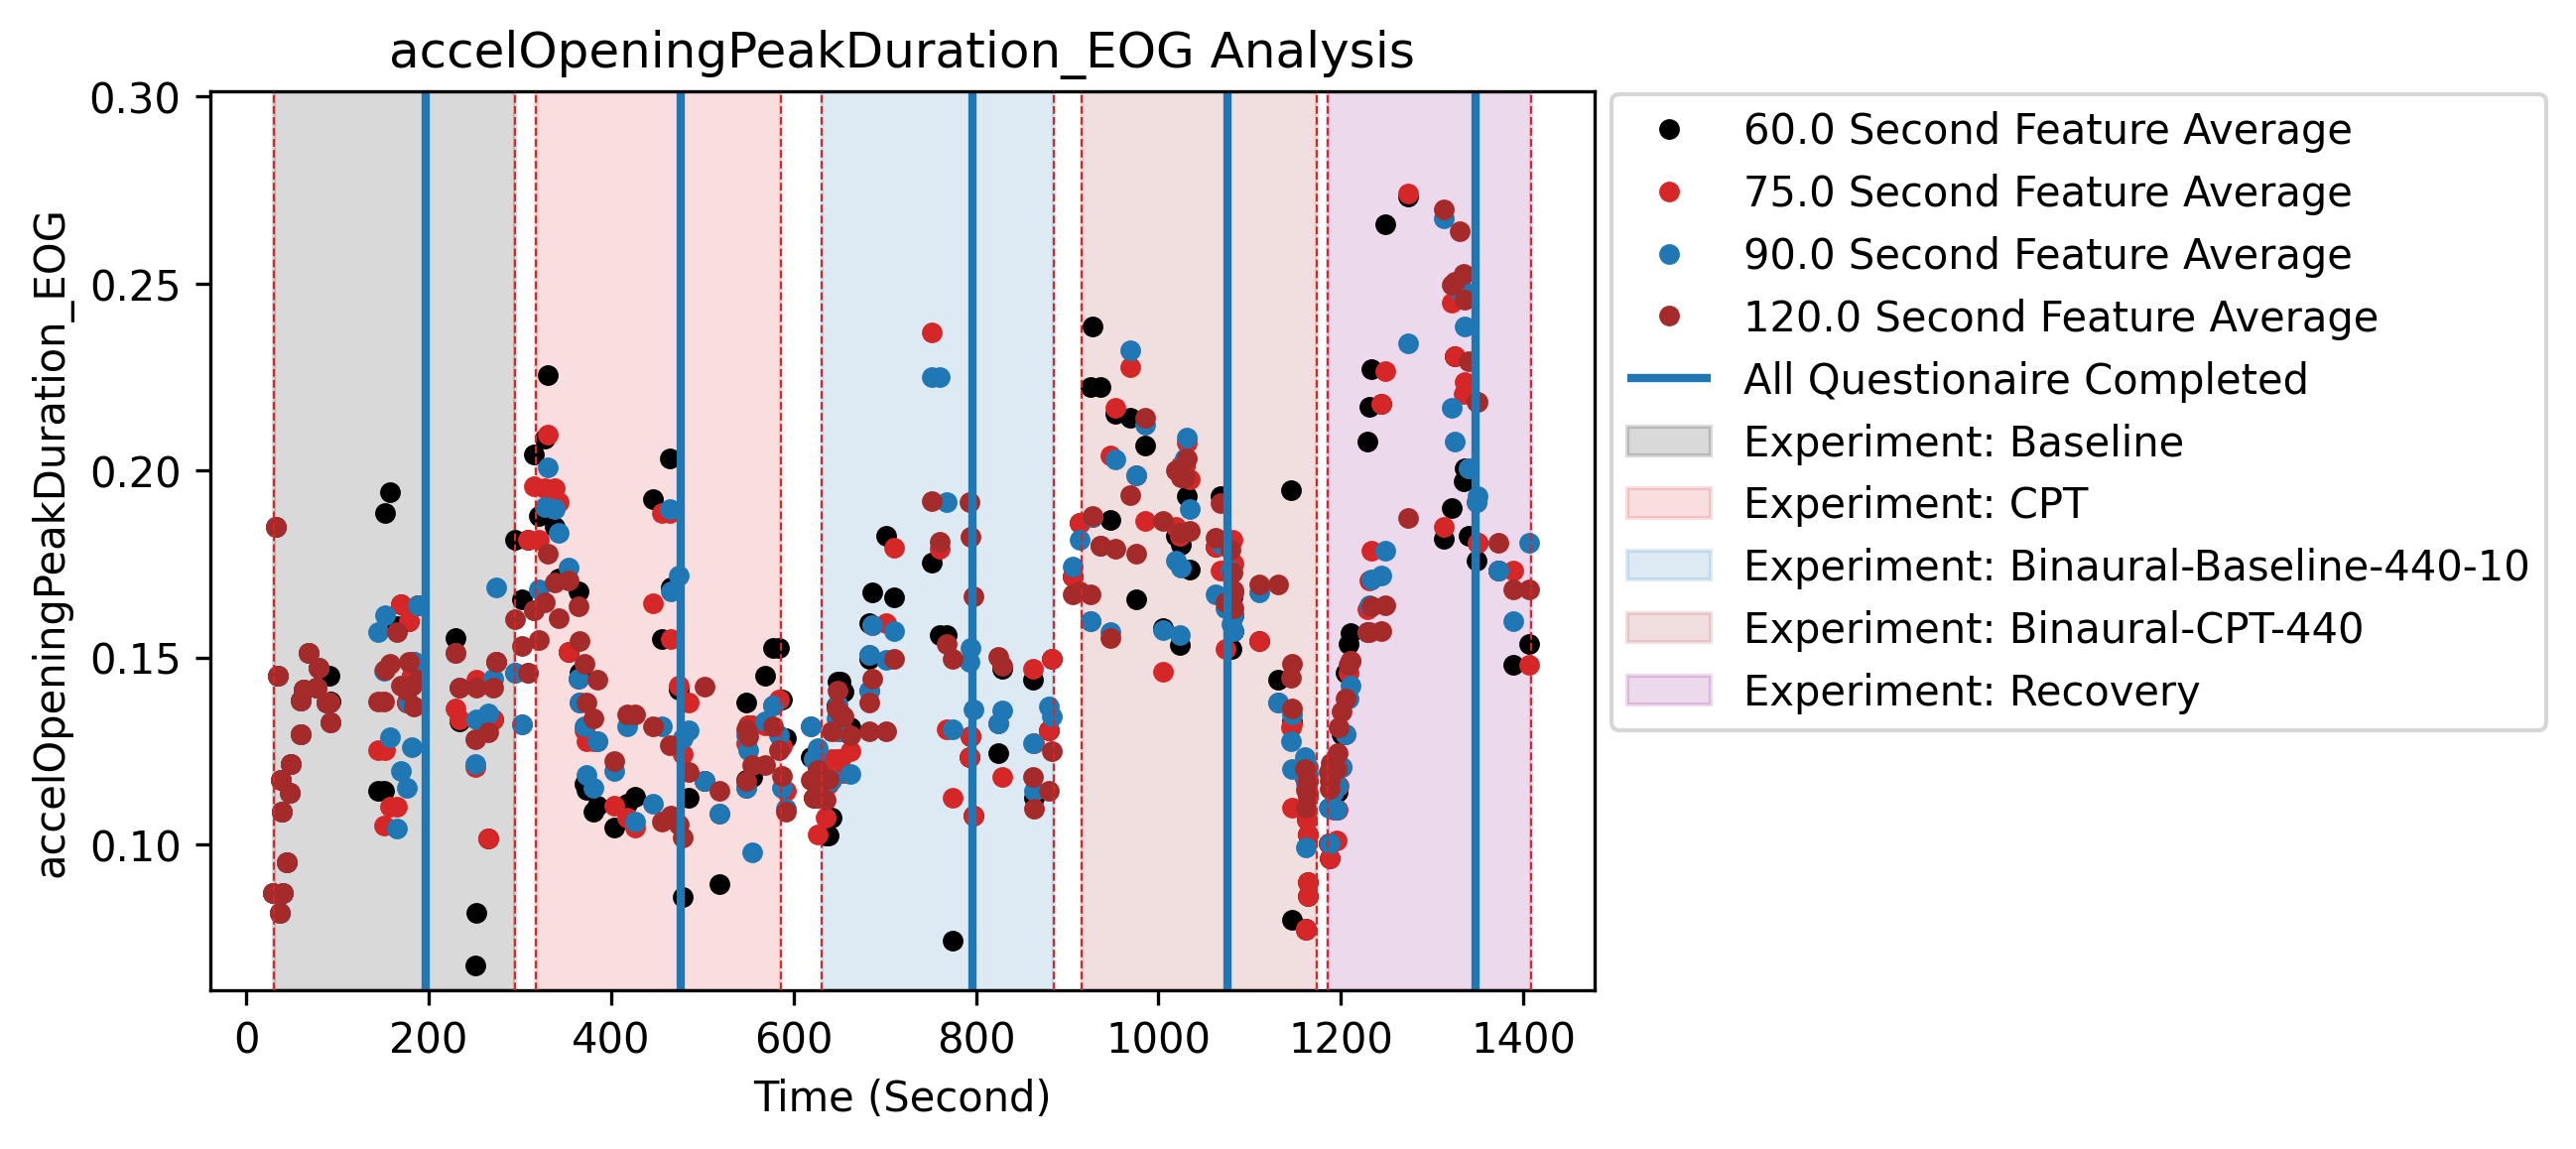 accelOpeningPeakDuration_EOG Analysis
accelOpeningPeakDuration_EOG
0.30
0.25
0.20
0.15
0.10
0
200
400
600
800
1000
1200
1400
Time (Second)
60.0 Second Feature Average
75.0 Second Feature Average
90.0 Second Feature Average
120.0 Second Feature Average
All Questionaire Completed
Experiment: Baseline
Experiment: CPT
Experiment: Binaural-Baseline-440-10
Experiment: Binaural-CPT-440
Experiment: Recovery